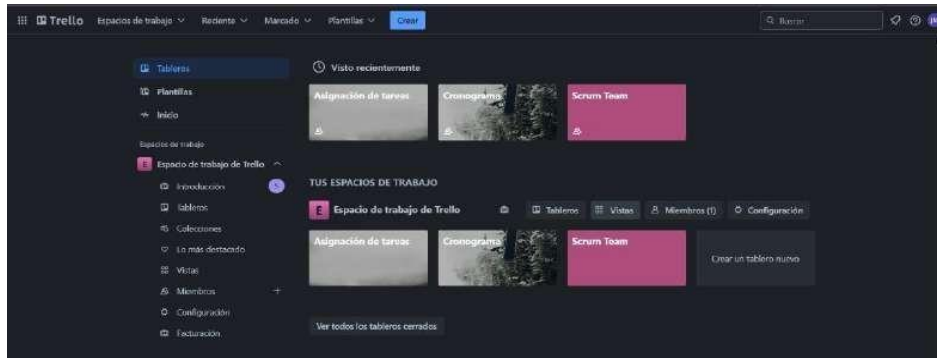 Trello Espacios de trabajo Reciente Marcado Plantillas Crear Buscar
Tableros
Plantillas
Inicio
Espacios de trabajo
E Espacio de trabajo de Trello
Introducción
Tableros
Colecciones
Lo más destacado
Vistas
Miembros +
Configuración
Facturación
Visto recientemente
Asignación de tareas Cronograma Scrum Team
TUS ESPACIOS DE TRABAJO
E Espacio de trabajo de Trello Tableros Vistas Miembros (1) Configuración
Asignación de tareas Cronograma Scrum Team Crear un tablero nuevo
Ver todos los tableros cerrados